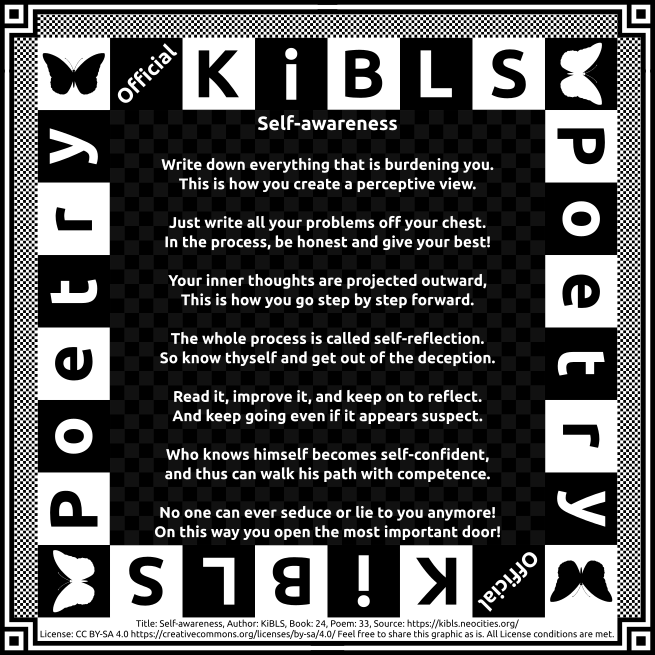 Official KiBLS
Poetry
Poetry
Self-awareness
Write down everything that is burdening you.
This is how you create a perceptive view.
Just write all your problems off your chest.
In the process, be honest and give your best!
Your inner thoughts are projected outward,
This is how you go step by step forward.
The whole process is called self-reflection.
So know thyself and get out of the deception.
Read it, improve it, and keep on to reflect.
And keep going even if it appears suspect.
Who knows himself becomes self-confident,
and thus can walk his path with competence.
No one can ever seduce or lie to you anymore!
On this way you open the most important door!
Official KiBLS
Title: Self-awareness, Author: KiBLS, Book: 24, Poem: 33, Source: https://kibls.neocities.org/
License: CC BY-SA 4.0 https://creativecommons.org/licenses/by-sa/4.0/ Feel free to share this graphic as is. All License conditions are met.